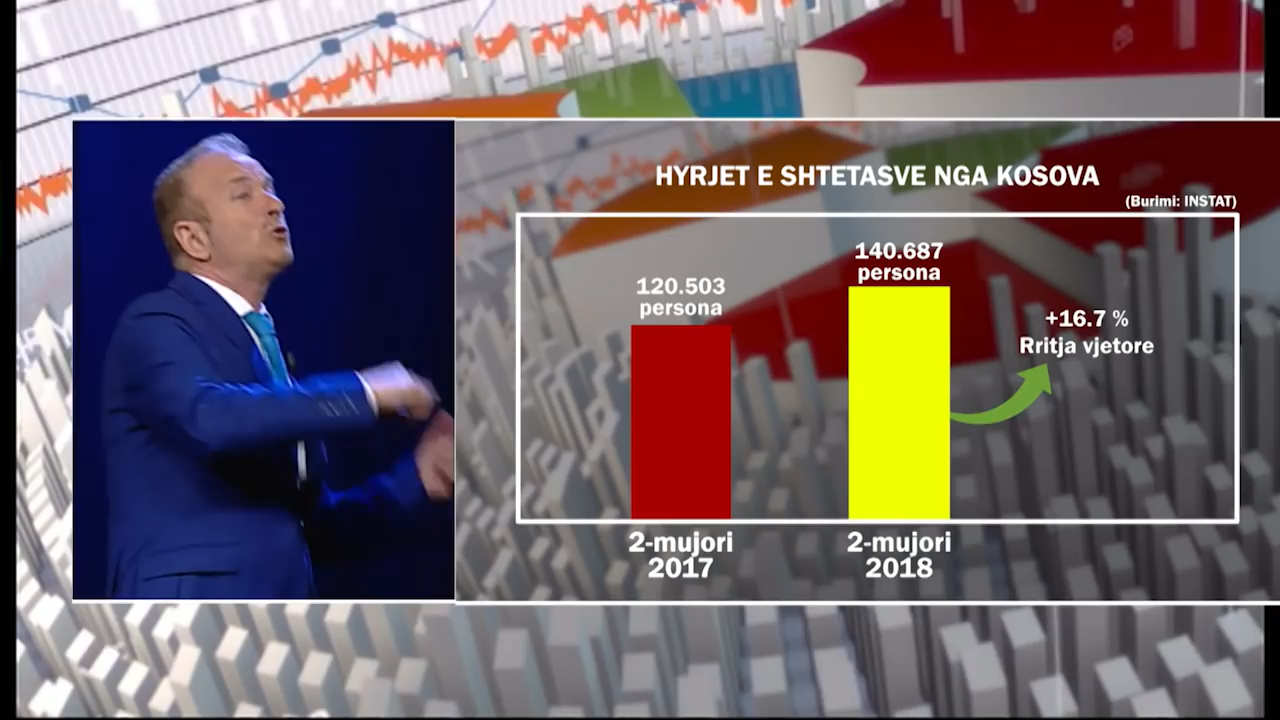 HYRJET E SHTETASVE NGA KOSOVA
(Burimi: INSTAT)
120.503
persona
140.687
persona
+16.7 %
Rritja vjetore
2-mujori
2017
2-mujori
2018